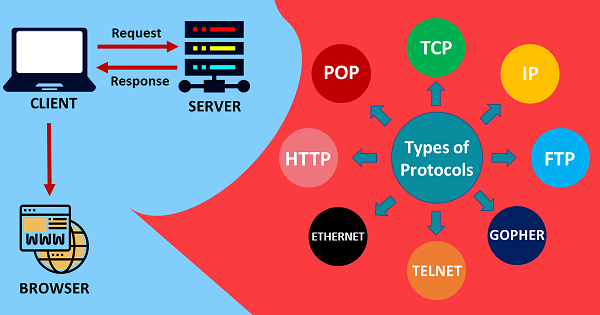 Request
Response
CLIENT
SERVER
WWW
BROWSER
TCP
POP
IP
Types of
Protocols
HTTP
FTP
ETHERNET
GOPHER
TELNET